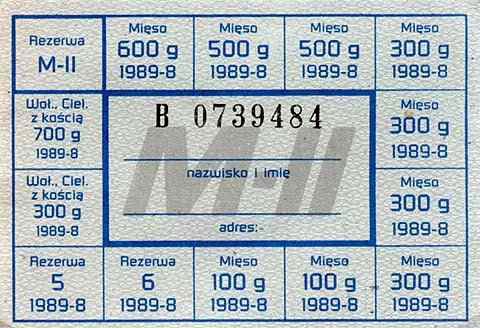 Rezerwa
M-II
Mięso
600 g
1989-8
Mięso
500 g
1989-8
Mięso
500 g
1989-8
Mięso
300 g
1989-8
Woł., Ciel.
z kością
700 g
1989-8
B 0739484
M-II
nazwisko i imię
adres:-
Mięso
300 g
1989-8
Woł., Ciel.
z kością
300 g
1989-8
Mięso
300 g
1989-8
Rezerwa
5
1989-8
Rezerwa
6
1989-8
Mięso
100 g
1989-8
Mięso
100 g
1989-8
Mięso
300 g
1989-8